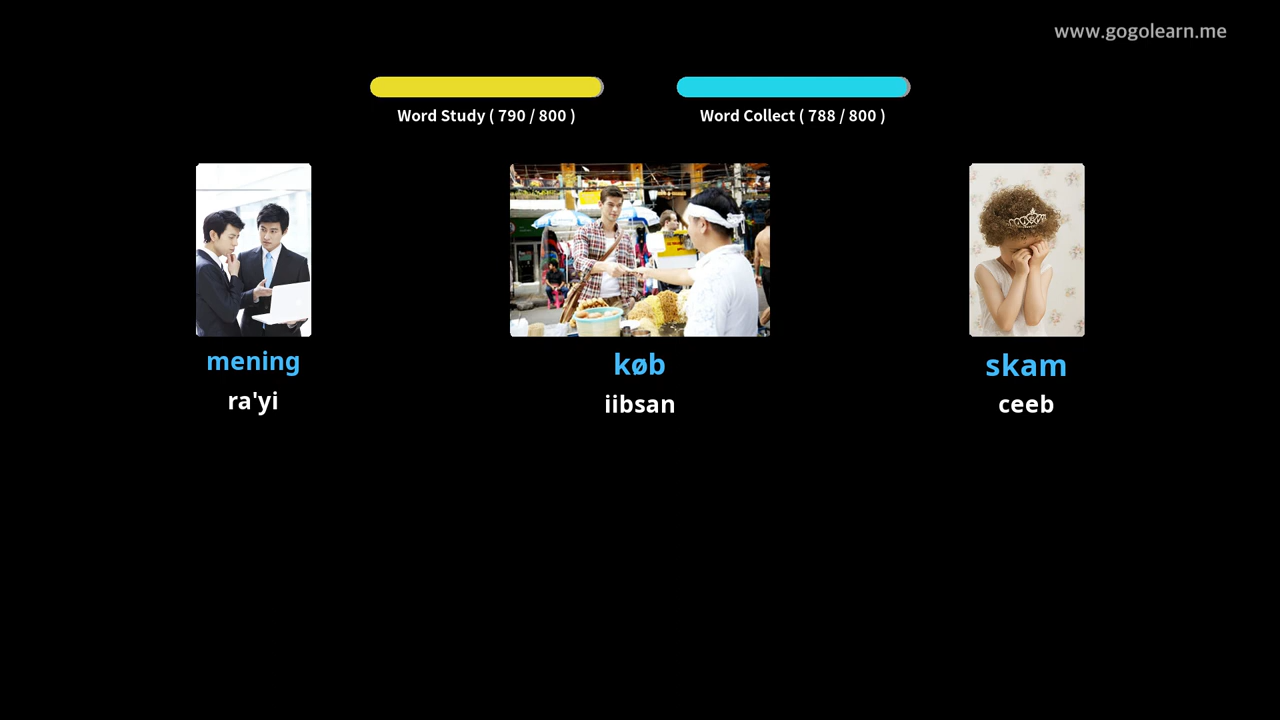 www.gogolearn.me
Word Study ( 790 / 800 )
Word Collect ( 788 / 800 )
mening
køb
skam
ra'yi
iibsan
ceeb